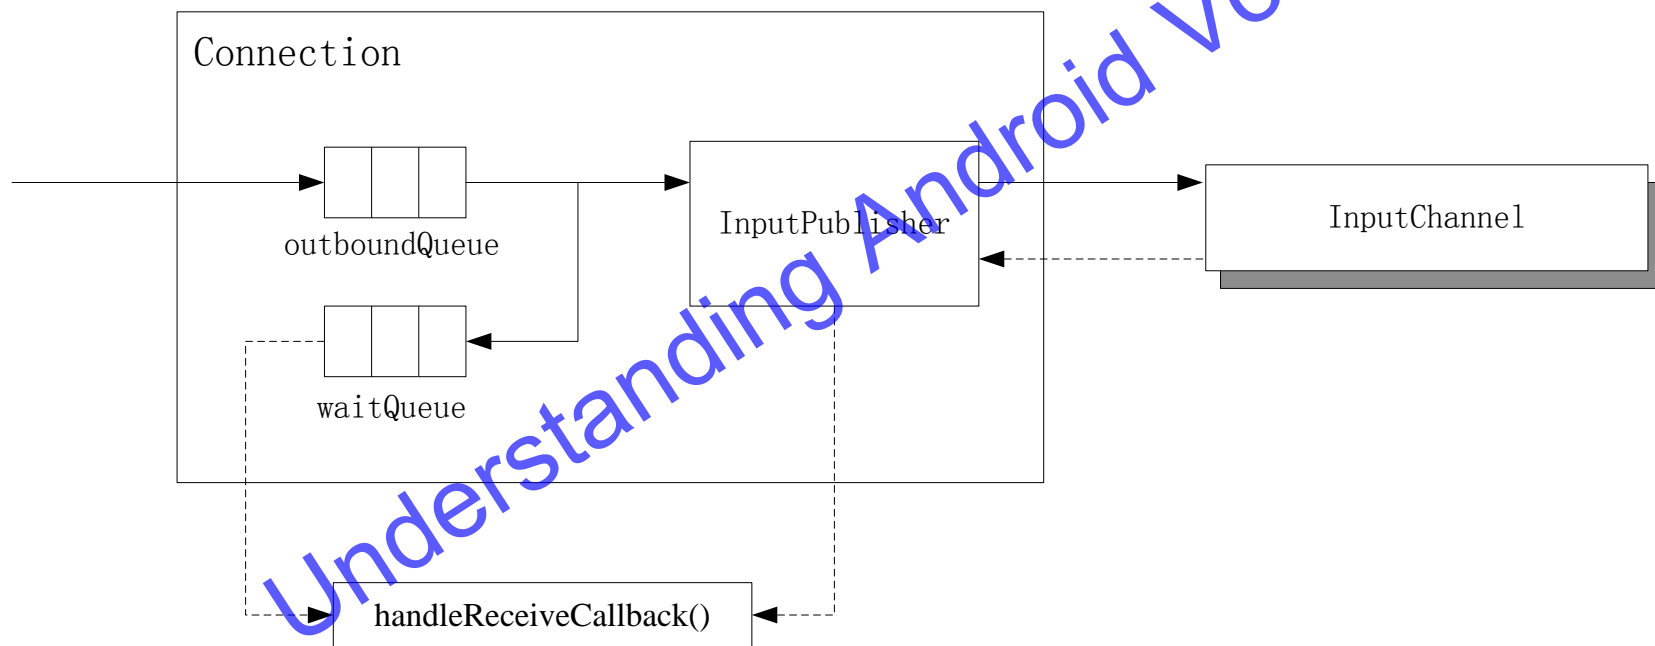 Connection
outboundQueue
InputPublisher
InputChannel
waitQueue
handleReceiveCallback()
Understanding Android